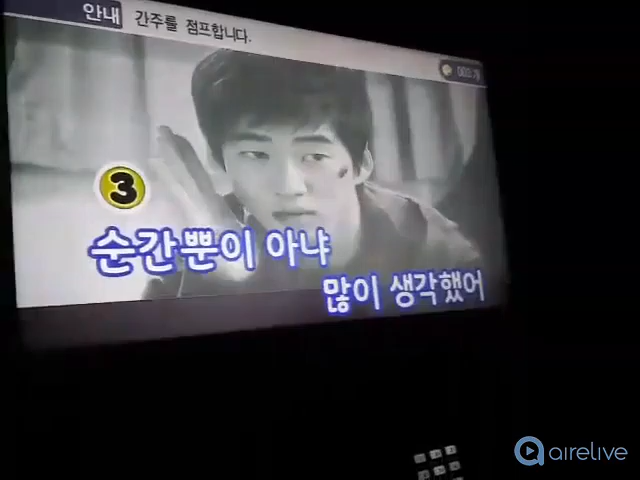 안내 간주를 점프합니다.
3
순간뿐이 아냐
많이 생각했어
airelive